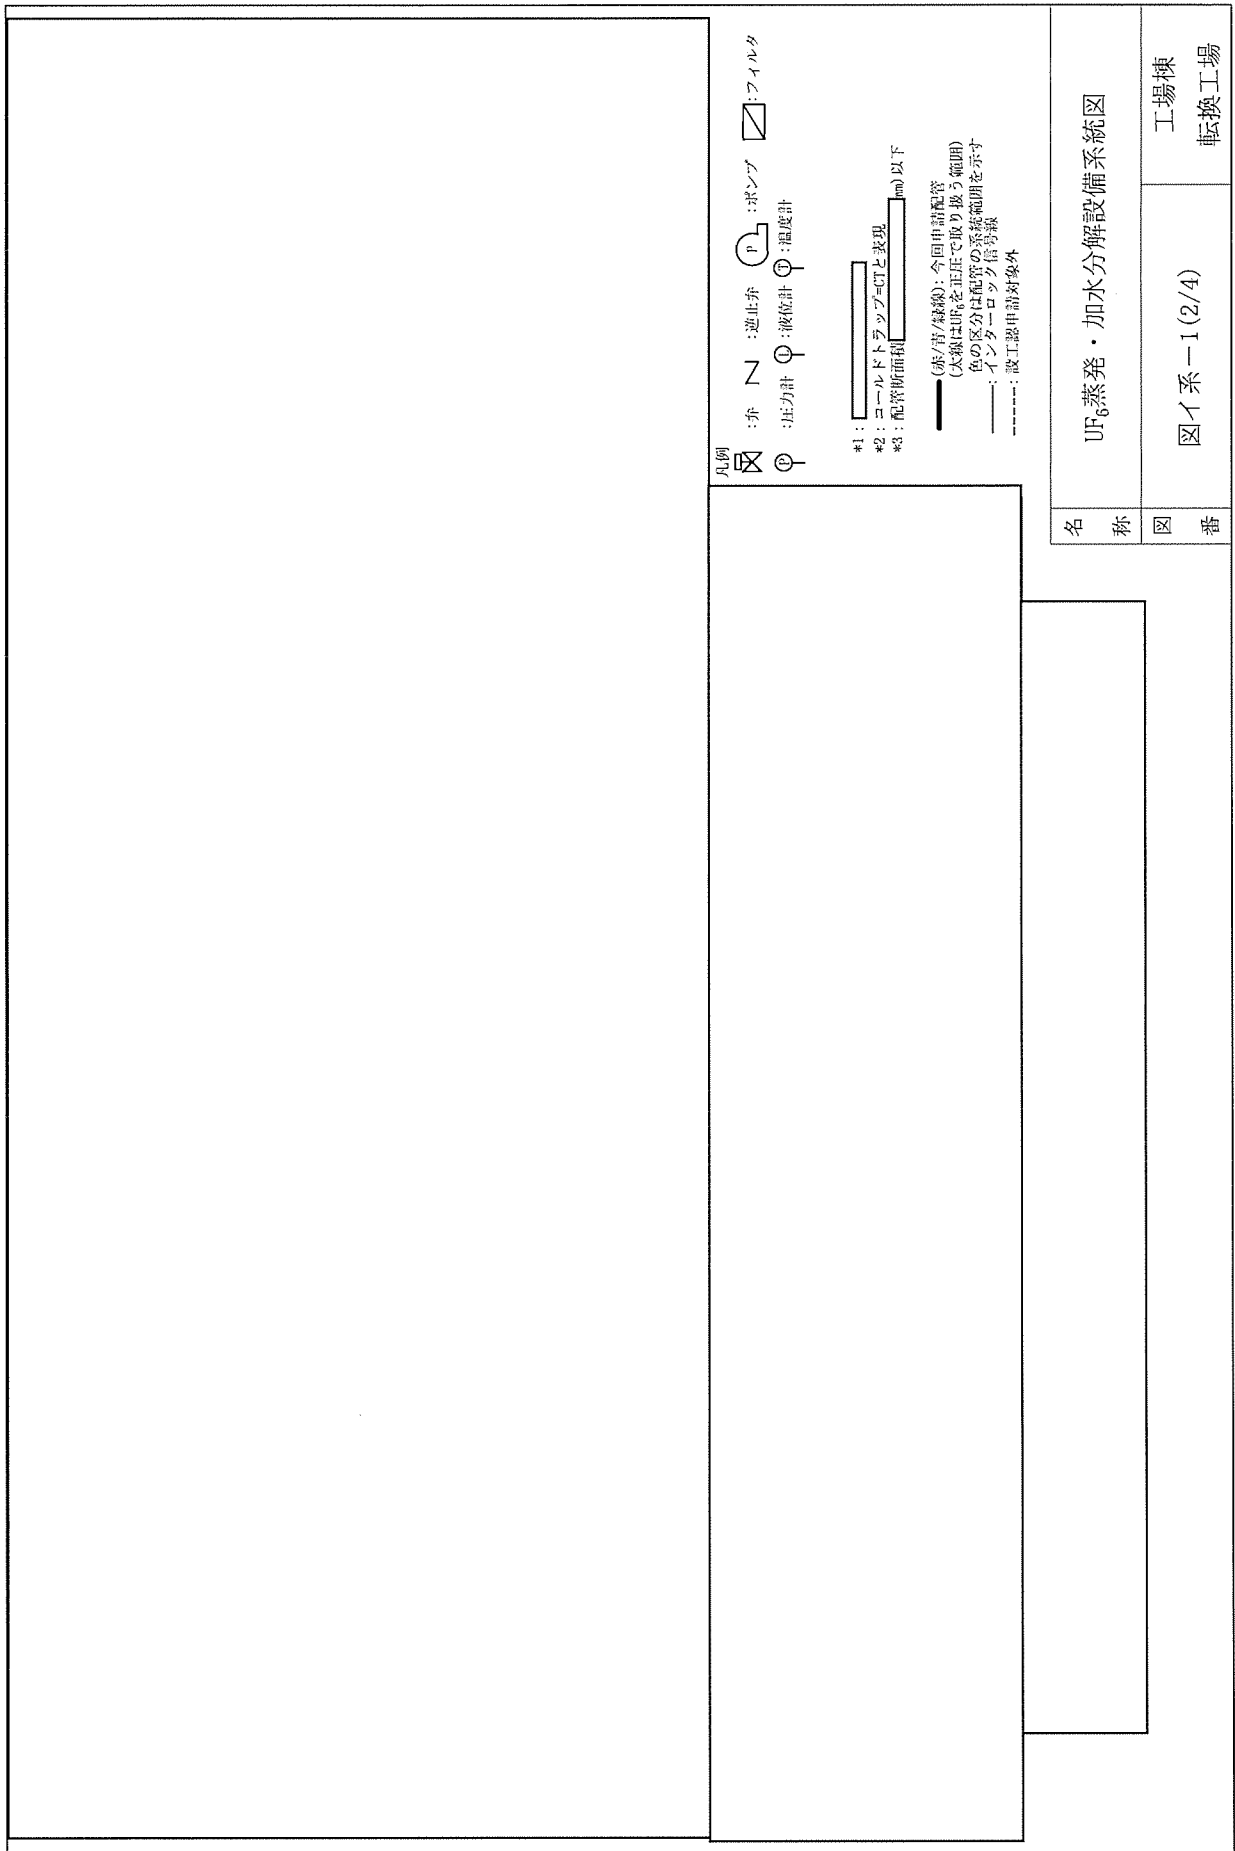 凡例
:弁
:逆止弁
P :ポンプ
:フィルタ
P :圧力計
L :液位計
T :温度計
*1:
*2:コールドトラップ=CTと表現
*3:配管断面積 mm)以下
(赤/青/緑線):今回申請配管
(太線はUF₆を正圧で取り扱う範囲)
色の区分は配管の系統範囲を示す
:インターロック信号線
:設工認申請対象外
名称
UF₆蒸発・加水分解設備系統図
図番
図イ系−1(2/4)
工場棟
転換工場